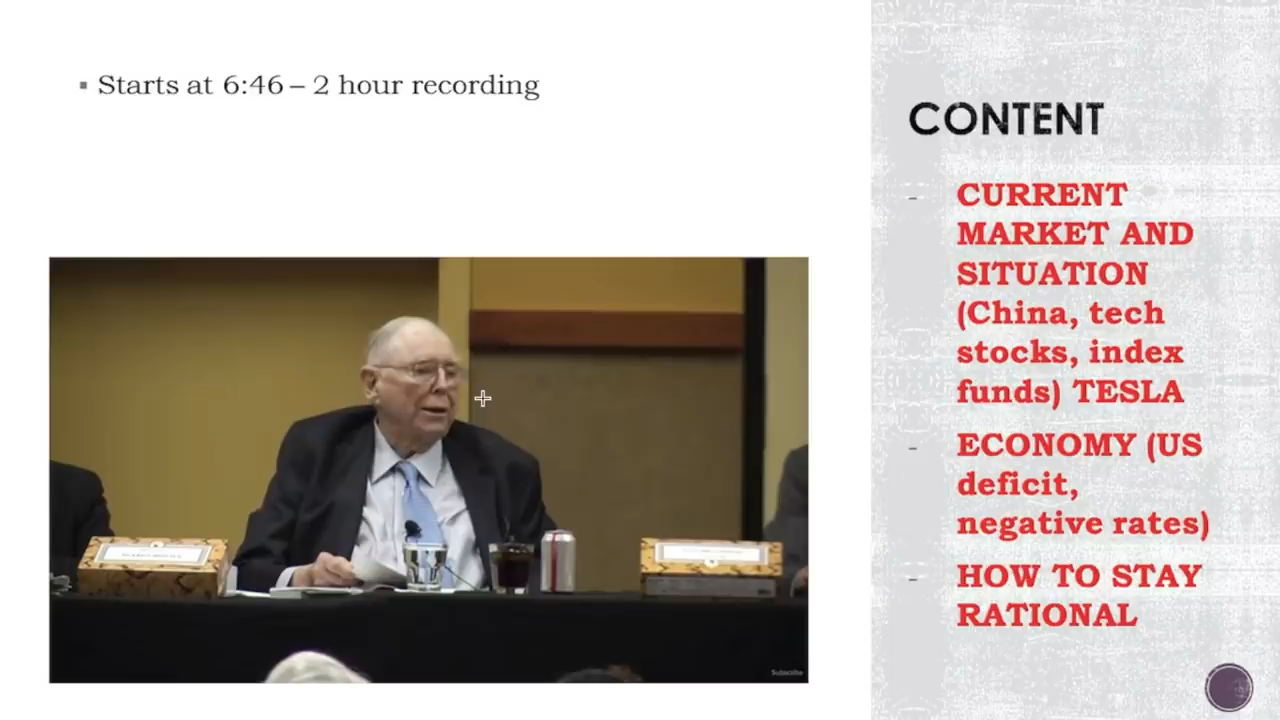 ▪ Starts at 6:46 – 2 hour recording
CONTENT
- CURRENT
MARKET AND
SITUATION
(China, tech
stocks, index
funds) TESLA
- ECONOMY (US
deficit,
negative rates)
- HOW TO STAY
RATIONAL
Subscribe